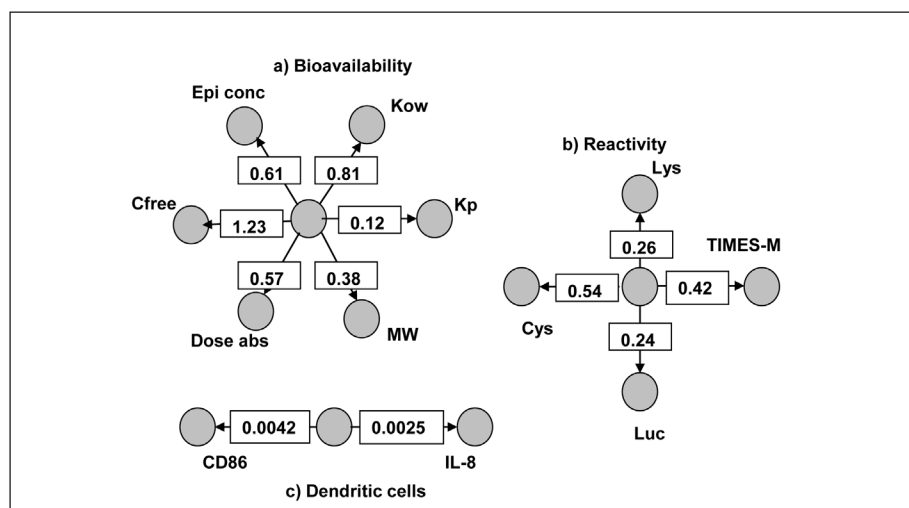 a) Bioavailability
Epi conc
Kow
0.61
0.81
Cfree
1.23
0.12
Kp
0.57
0.38
Dose abs
MW
b) Reactivity
Lys
0.26
TIMES-M
0.54
0.42
Cys
0.24
Luc
0.0042
0.0025
CD86
IL-8
c) Dendritic cells